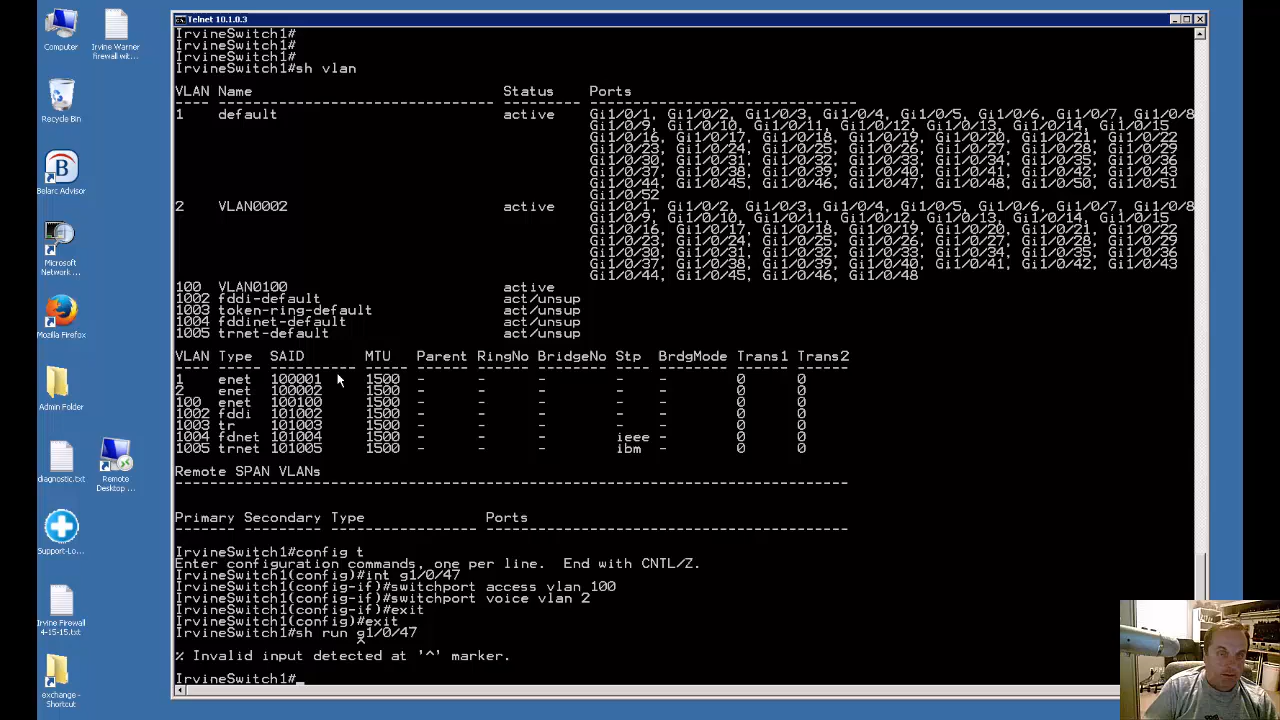 Telnet 10.1.0.3
Computer
Irvine Warner
firewall wit...
Recycle Bin
Belarc Advisor
Microsoft
Network ...
Mozilla Firefox
Admin Folder
diagnostic.txt
Remote
Desktop ...
Support-Lo...
Irvine Firewall
4-15-15.txt
exchange -
Shortcut
IrvineSwitch1#
IrvineSwitch1#
IrvineSwitch1#
IrvineSwitch1#sh vlan
VLAN Name Status Ports
---- -------------------------------- --------- -------------------------------
1 default active Gi1/0/1, Gi1/0/2, Gi1/0/3, Gi1/0/4, Gi1/0/5, Gi1/0/6, Gi1/0/7, Gi1/0/8
Gi1/0/9, Gi1/0/10, Gi1/0/11, Gi1/0/12, Gi1/0/13, Gi1/0/14, Gi1/0/15
Gi1/0/16, Gi1/0/17, Gi1/0/18, Gi1/0/19, Gi1/0/20, Gi1/0/21, Gi1/0/22
Gi1/0/23, Gi1/0/24, Gi1/0/25, Gi1/0/26, Gi1/0/27, Gi1/0/28, Gi1/0/29
Gi1/0/30, Gi1/0/31, Gi1/0/32, Gi1/0/33, Gi1/0/34, Gi1/0/35, Gi1/0/36
Gi1/0/37, Gi1/0/38, Gi1/0/39, Gi1/0/40, Gi1/0/41, Gi1/0/42, Gi1/0/43
Gi1/0/44, Gi1/0/45, Gi1/0/46, Gi1/0/47, Gi1/0/48, Gi1/0/50, Gi1/0/51
Gi1/0/52
2 VLAN0002 active Gi1/0/1, Gi1/0/2, Gi1/0/3, Gi1/0/4, Gi1/0/5, Gi1/0/6, Gi1/0/7, Gi1/0/8
Gi1/0/9, Gi1/0/10, Gi1/0/11, Gi1/0/12, Gi1/0/13, Gi1/0/14, Gi1/0/15
Gi1/0/16, Gi1/0/17, Gi1/0/18, Gi1/0/19, Gi1/0/20, Gi1/0/21, Gi1/0/22
Gi1/0/23, Gi1/0/24, Gi1/0/25, Gi1/0/26, Gi1/0/27, Gi1/0/28, Gi1/0/29
Gi1/0/30, Gi1/0/31, Gi1/0/32, Gi1/0/33, Gi1/0/34, Gi1/0/35, Gi1/0/36
Gi1/0/37, Gi1/0/38, Gi1/0/39, Gi1/0/40, Gi1/0/41, Gi1/0/42, Gi1/0/43
Gi1/0/44, Gi1/0/45, Gi1/0/46, Gi1/0/48
100 VLAN0100 active
1002 fddi-default act/unsup
1003 token-ring-default act/unsup
1004 fddinet-default act/unsup
1005 trnet-default act/unsup
VLAN Type SAID MTU Parent RingNo BridgeNo Stp BrdgMode Trans1 Trans2
---- ----- ---------- ----- ------ ------ -------- ---- -------- ------ ------
1 enet 100001 1500 - - - - - 0 0
2 enet 100002 1500 - - - - - 0 0
100 enet 100100 1500 - - - - - 0 0
1002 fddi 101002 1500 - - - - - 0 0
1003 tr 101003 1500 - - - - - 0 0
1004 fdnet 101004 1500 - - - ieee - 0 0
1005 trnet 101005 1500 - - - ibm - 0 0
Remote SPAN VLANs
------------------------------------------------------------------------------
Primary Secondary Type Ports
------- --------- ----------------- ------------------------------------------
IrvineSwitch1#config t
Enter configuration commands, one per line. End with CNTL/Z.
IrvineSwitch1(config)#int g1/0/47
IrvineSwitch1(config-if)#switchport access vlan 100
IrvineSwitch1(config-if)#switchport voice vlan 2
IrvineSwitch1(config-if)#exit
IrvineSwitch1(config)#exit
IrvineSwitch1#sh run g1/0/47
^
% Invalid input detected at '^' marker.
IrvineSwitch1#_